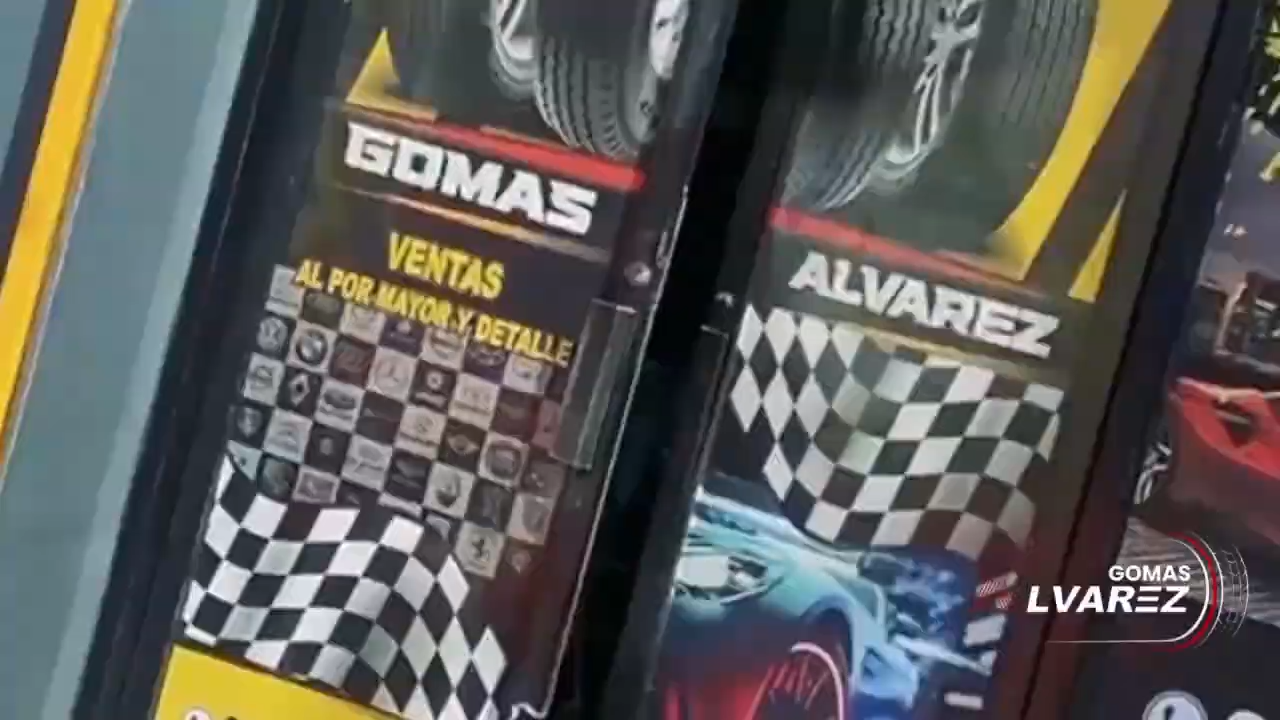 GOMAS
VENTAS
AL POR MAYOR Y DETALLE
ALVAREZ
GOMAS
LVAREZ